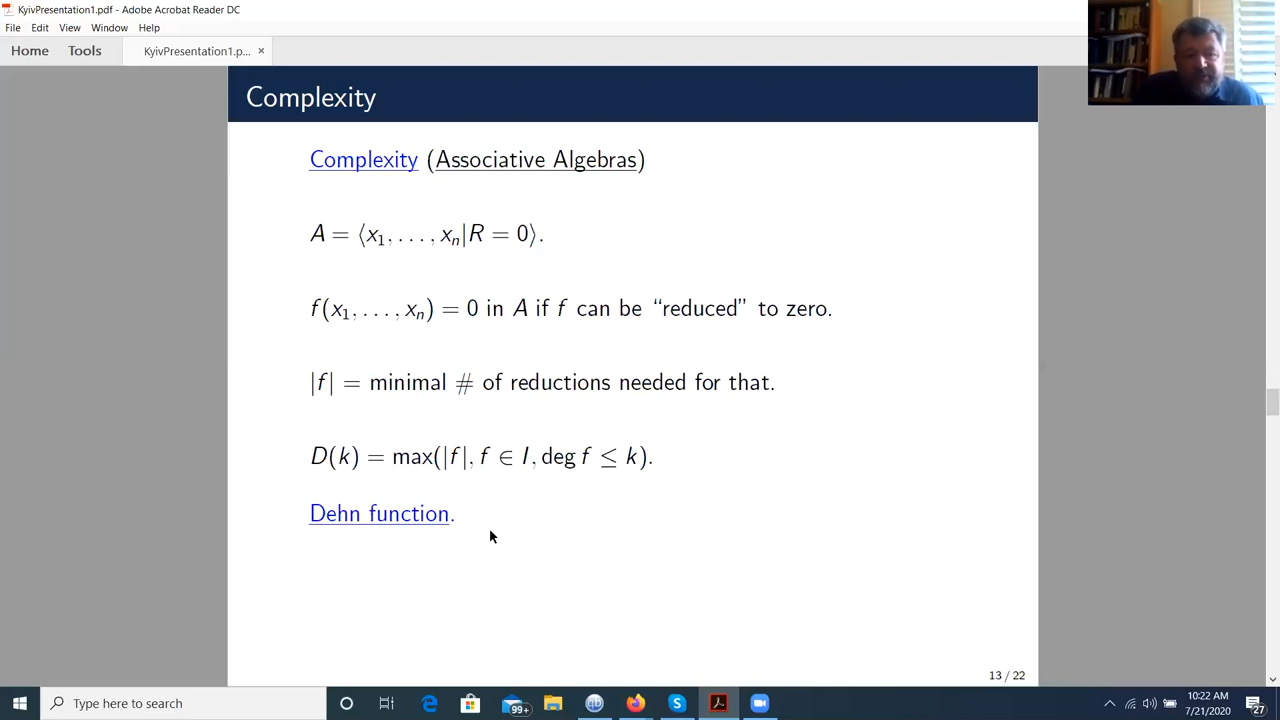 KyivPresentation1.pdf - Adobe Acrobat Reader DC
File Edit View Window Help
Home Tools KyivPresentation1.p... ×
Complexity
Complexity (Associative Algebras)
A = ⟨x₁, . . . , xₙ|R = 0⟩.
f(x₁, . . . , xₙ) = 0 in A if f can be “reduced” to zero.
|f| = minimal # of reductions needed for that.
D(k) = max(|f|, f ∈ I, deg f ≤ k).
Dehn function.
13 / 22
Type here to search
99+
qb
10:22 AM
7/21/2020
27